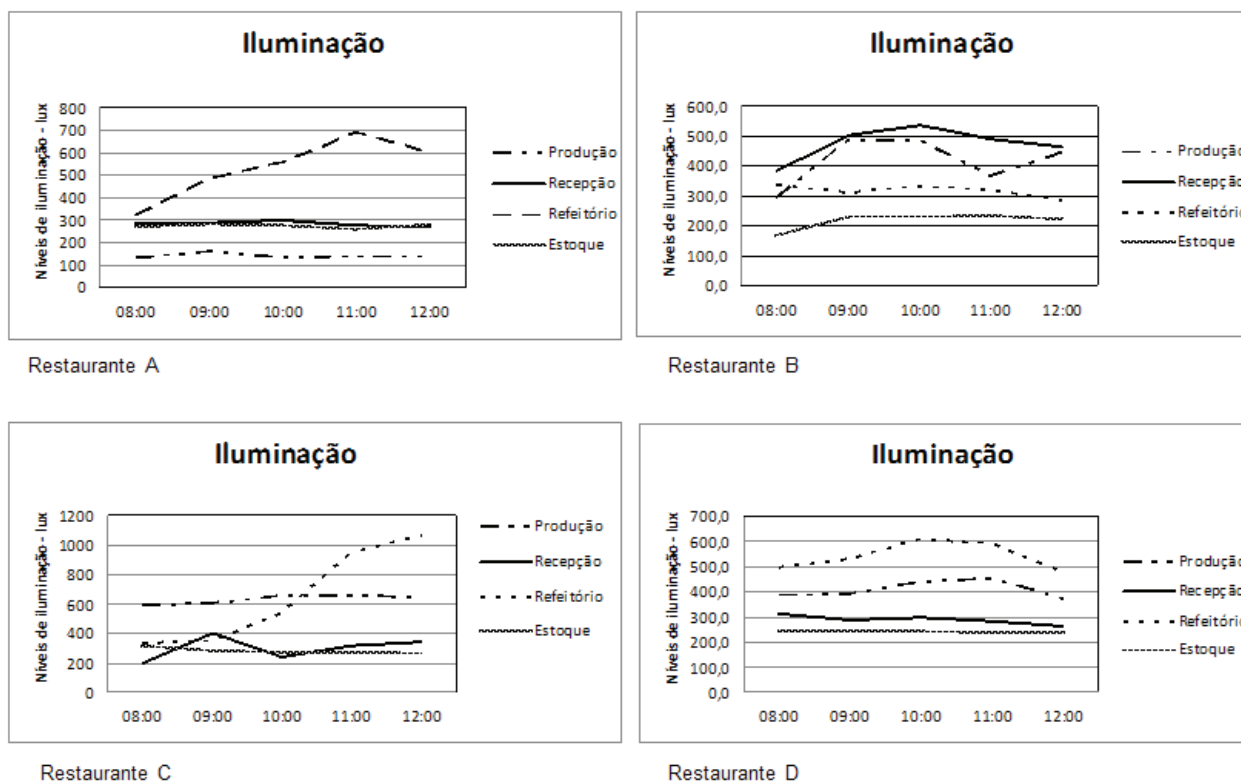 Iluminação
Níveis de iluminação - lux
800
700
600
500
400
300
200
100
0
08:00 09:00 10:00 11:00 12:00
Produção
Recepção
Refeitório
Estoque
Restaurante A
Iluminação
Níveis de iluminação - lux
600,0
500,0
400,0
300,0
200,0
100,0
0,0
08:00 09:00 10:00 11:00 12:00
Produção
Recepção
Refeitório
Estoque
Restaurante B
Iluminação
Níveis de iluminação - lux
1200
1000
800
600
400
200
0
08:00 09:00 10:00 11:00 12:00
Produção
Recepção
Refeitório
Estoque
Restaurante C
Iluminação
Níveis de iluminação - lux
700,0
600,0
500,0
400,0
300,0
200,0
100,0
0,0
08:00 09:00 10:00 11:00 12:00
Produção
Recepção
Refeitório
Estoque
Restaurante D